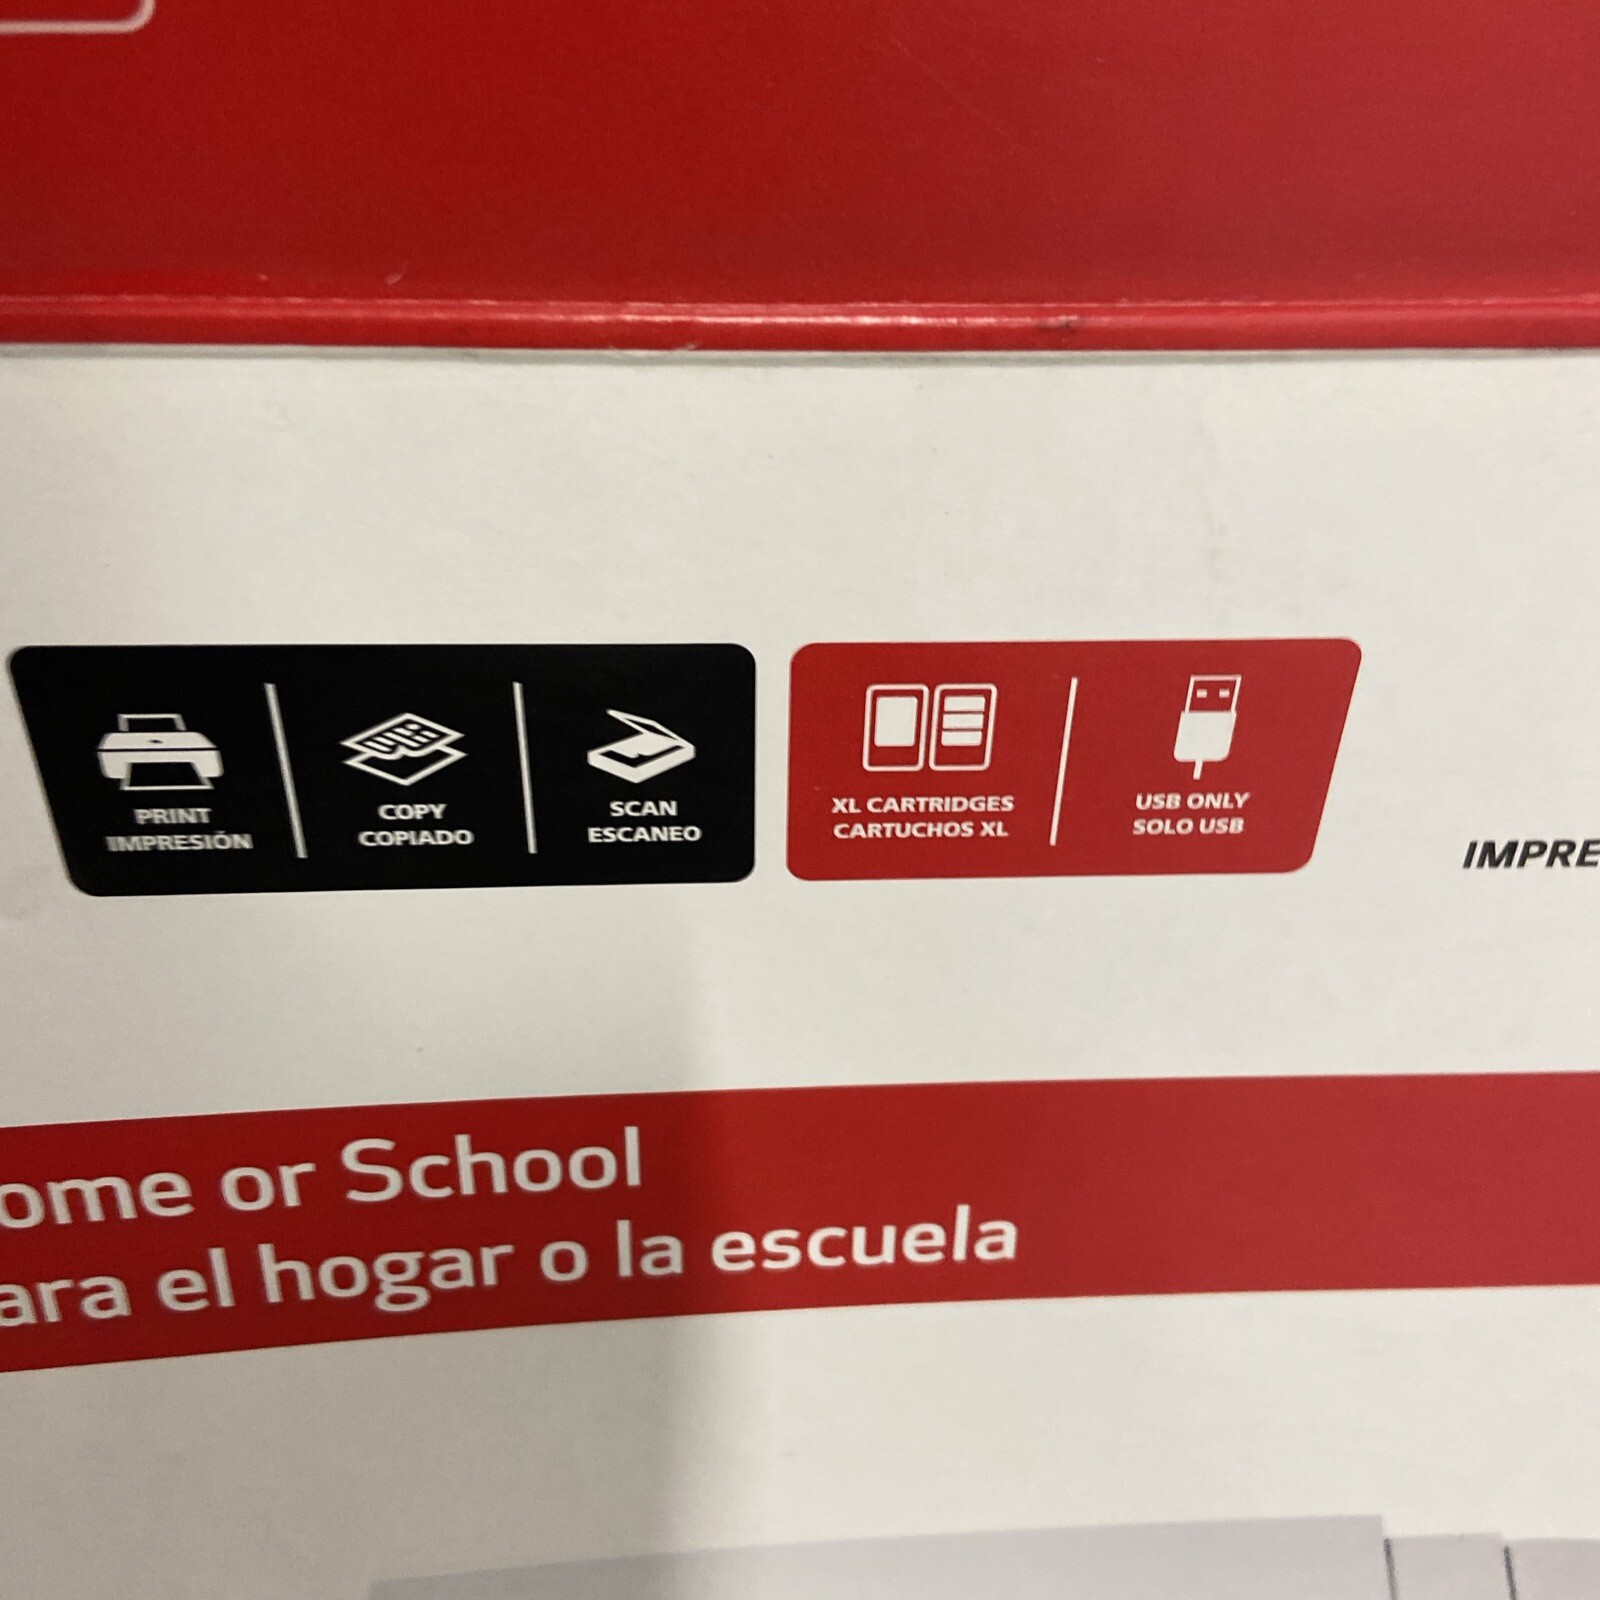 PRINT
IMPRESIÓN
COPY
COPIADO
SCAN
ESCANEO
XL CARTRIDGES
CARTUCHOS XL
USB ONLY
SOLO USB
IMPRE
ome or School
ara el hogar o la escuela